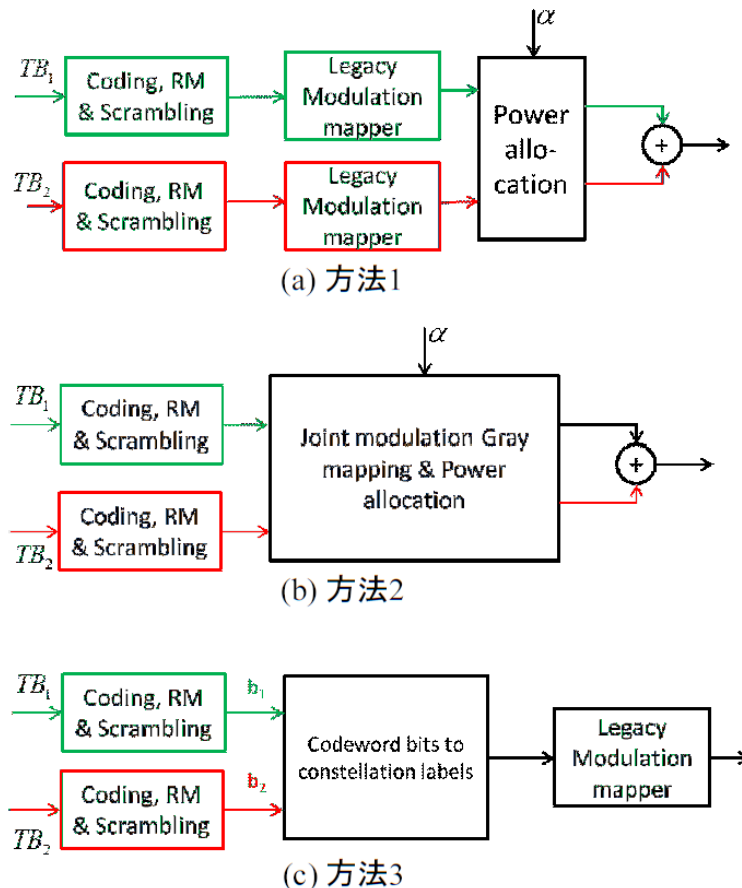 α
TB₁
Coding, RM
& Scrambling
Legacy
Modulation
mapper
Power
allo-
cation
+
TB₂
Coding, RM
& Scrambling
Legacy
Modulation
mapper
(a) 方法1
α
TB₁
Coding, RM
& Scrambling
Joint modulation Gray
mapping & Power
allocation
+
Coding, RM
& Scrambling
TB₂
(b) 方法2
TB₁
Coding, RM
& Scrambling
b₁
Codeword bits to
constellation labels
Legacy
Modulation
mapper
b₂
Coding, RM
& Scrambling
TB₂
(c) 方法3